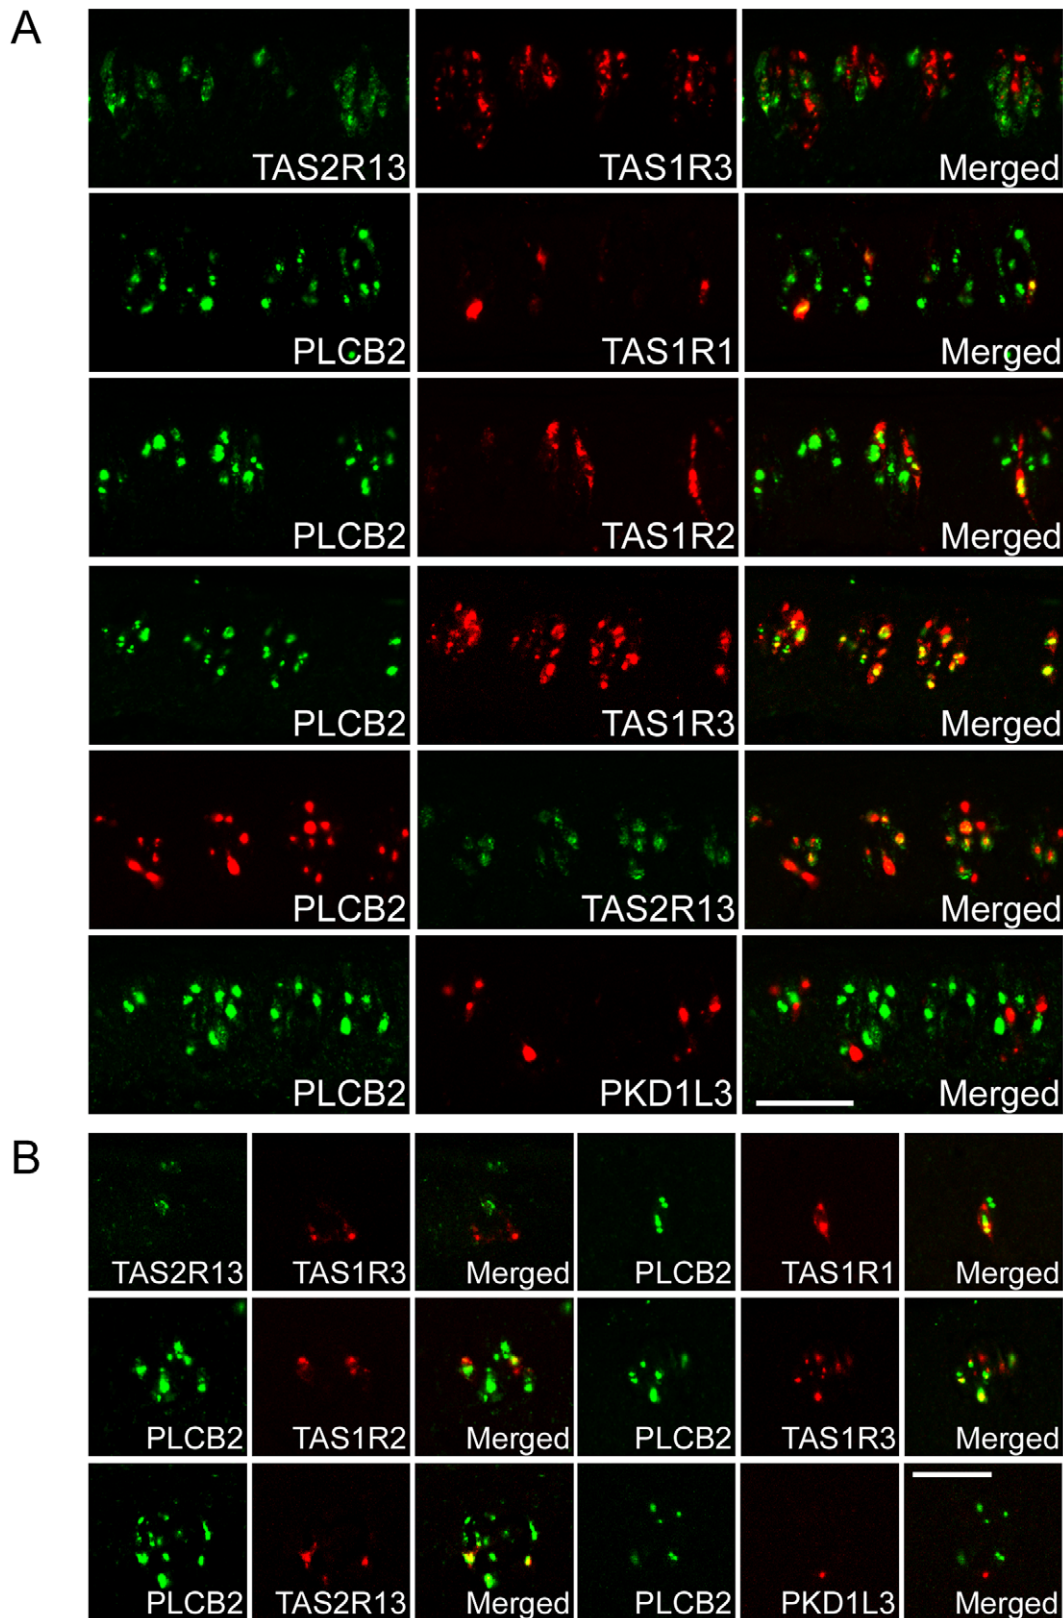 A
TAS2R13 TAS1R3 Merged
PLCB2 TAS1R1 Merged
PLCB2 TAS1R2 Merged
PLCB2 TAS1R3 Merged
PLCB2 TAS2R13 Merged
PLCB2 PKD1L3 Merged
B
TAS2R13 TAS1R3 Merged PLCB2 TAS1R1 Merged
PLCB2 TAS1R2 Merged PLCB2 TAS1R3 Merged
PLCB2 TAS2R13 Merged PLCB2 PKD1L3 Merged